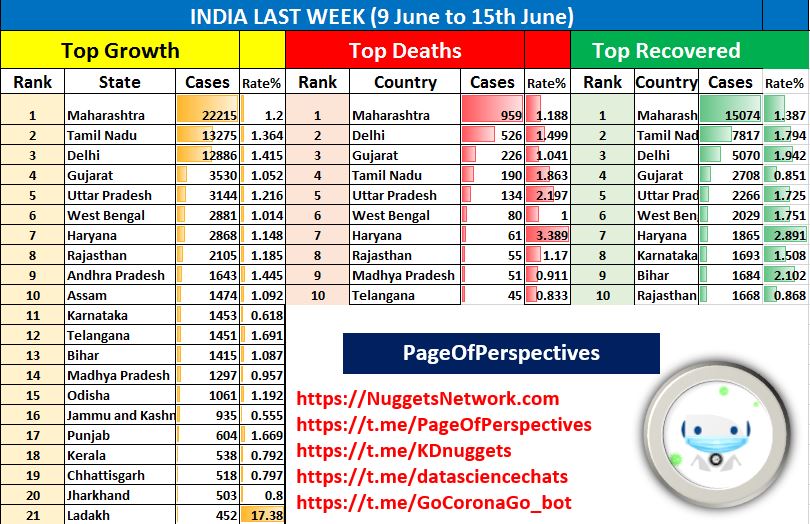 INDIA LAST WEEK (9 June to 15th June)
Top Growth Top Deaths Top Recovered
Rank State Cases Rate% Rank Country Cases Rate% Rank Country Cases Rate%
1 Maharashtra 22215 1.2 1 Maharashtra 959 1.188 1 Maharash 15074 1.387
2 Tamil Nadu 13275 1.364 2 Delhi 526 1.499 2 Tamil Nad 7817 1.794
3 Delhi 12886 1.415 3 Gujarat 226 1.041 3 Delhi 5070 1.942
4 Gujarat 3530 1.052 4 Tamil Nadu 190 1.863 4 Gujarat 2708 0.851
5 Uttar Pradesh 3144 1.216 5 Uttar Pradesh 134 2.197 5 Uttar Prad 2266 1.725
6 West Bengal 2881 1.014 6 West Bengal 80 1 6 West Ben 2029 1.751
7 Haryana 2868 1.148 7 Haryana 61 3.389 7 Haryana 1865 2.891
8 Rajasthan 2105 1.185 8 Rajasthan 55 1.17 8 Karnataka 1693 1.508
9 Andhra Pradesh 1643 1.445 9 Madhya Pradesh 51 0.911 9 Bihar 1684 2.102
10 Assam 1474 1.092 10 Telangana 45 0.833 10 Rajasthan 1668 0.868
11 Karnataka 1453 0.618
12 Telangana 1451 1.691
13 Bihar 1415 1.087
14 Madhya Pradesh 1297 0.957
15 Odisha 1061 1.192
16 Jammu and Kashn 935 0.555
17 Punjab 604 1.669
18 Kerala 538 0.792
19 Chhattisgarh 518 0.797
20 Jharkhand 503 0.8
21 Ladakh 452 17.38
PageOfPerspectives
https://NuggetsNetwork.com
https://t.me/PageOfPerspectives
https://t.me/KDnuggets
https://t.me/datasciencechats
https://t.me/GoCoronaGo_bot